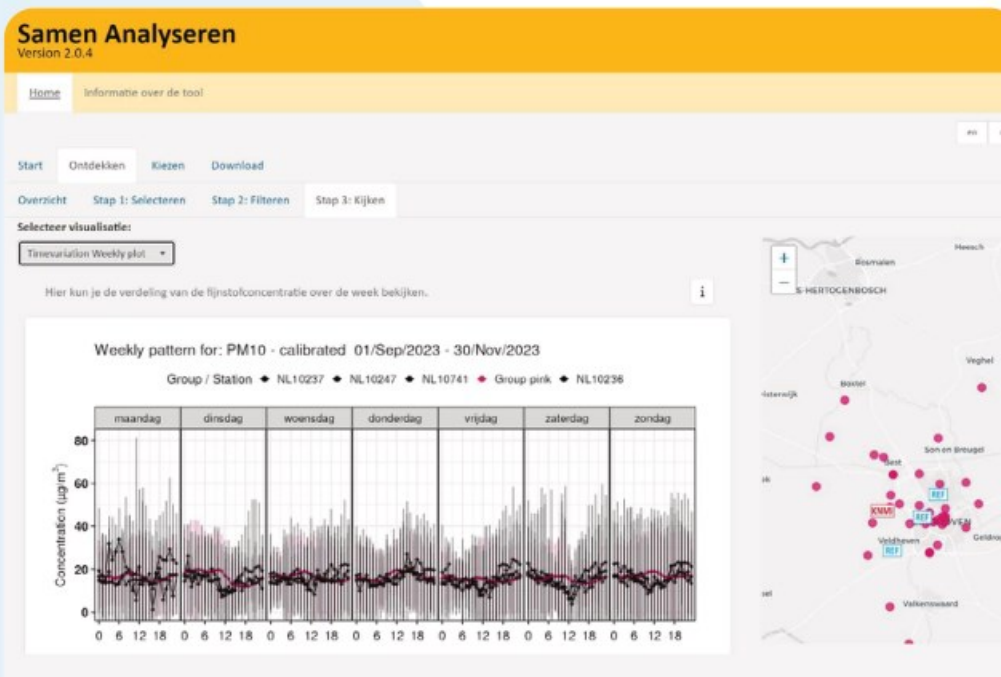 Samen Analyseren
Version 2.0.4
Home Informatie over de tool
en
Start Ontdekken Kiezen Download
Overzicht Stap 1: Selecteren Stap 2: Filteren Stap 3: Kijken
Selecteer visualisatie:
Timevariation Weekly plot
Hier kun je de verdeling van de fijnstofconcentratie over de week bekijken.
i
Weekly pattern for: PM10 - calibrated 01/Sep/2023 - 30/Nov/2023
Group / Station NL10237 NL10247 NL10741 Group pink NL10236
maandag dinsdag woensdag donderdag vrijdag zaterdag zondag
80
60
40
20
0
Concentration (µg/m³)
0 6 12 18 0 6 12 18 0 6 12 18 0 6 12 18 0 6 12 18 0 6 12 18 0 6 12 18
+
−
Heesch
Rosmalen
S-HERTOGENBOSCH
Veghel
Boxtel
isterwijk
Son en Breugel
Best
REF
KNMI
REF
OVEN
Veldhoven
Geldro
REF
Valkenswaard